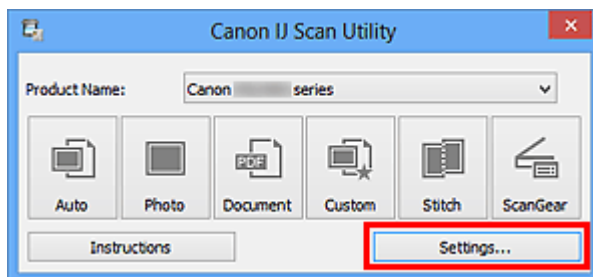 Canon IJ Scan Utility
Product Name: Canon series
PDF
Auto Photo Document Custom Stitch ScanGear
Instructions Settings...